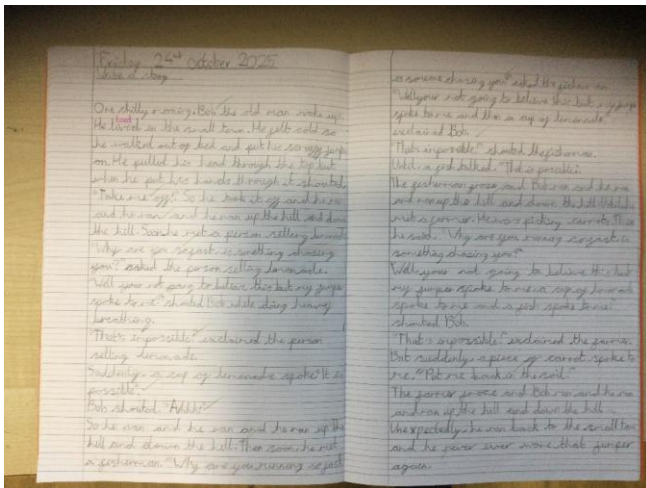 Friday 24th October 2025
Write a story
One chilly morning, Bob the old man woke up.
He lived in the small town. He felt cold so
he walked out of bed and put his snuggy jumper
on. He pulled his head through the top but
when he put his hands through it shouted,
"Take me off!" So he took it off and he ran
and he ran and he ran up the hill and down
the hill. Soon he met a person selling lemonade.
"Why are you so fast, is something chasing
you?" asked the person selling lemonade.
Well your not going to believe this but my jumper
spoke to me" shouted Bob while doing heavy
breathing.
"That's impossible" exclaimed the person
selling lemonade.
Suddenly, a cup of lemonade spoke "It is
possible".
Bob shouted. "Ahhhh!"
So he ran and he ran and he ran up the
hill and down the hill. Then soon he met
a fisherman. "Why are you running so fast
is someone chasing you?" asked the fisherman
"Well your not going to believe this but my jumper
spoke to me and then a cup of lemonade"
exclaimed Bob.
"That's impossible!" shouted the fisherman.
Until a fish talked. "This is possible".
The fisherman froze and Bob ran and he ran
and ran up the hill and down the hill. Until he
met a farmer. He was picking carrots. Then
he said. "Why are you running so fast is
something chasing you?"
Well your not going to believe this but
my jumper spoke to me a cup of lemonade
spoke to me and a fish spoke to me!"
shouted Bob.
"That's impossible!" exclaimed the farmer.
But suddenly a piece of carrot spoke to
me. "Put me back in the soil."
The farmer froze and Bob ran and he ran
and ran up the hill and down the hill.
Unexpectedly, he ran back to the small town
and he never ever wore that jumper
again.